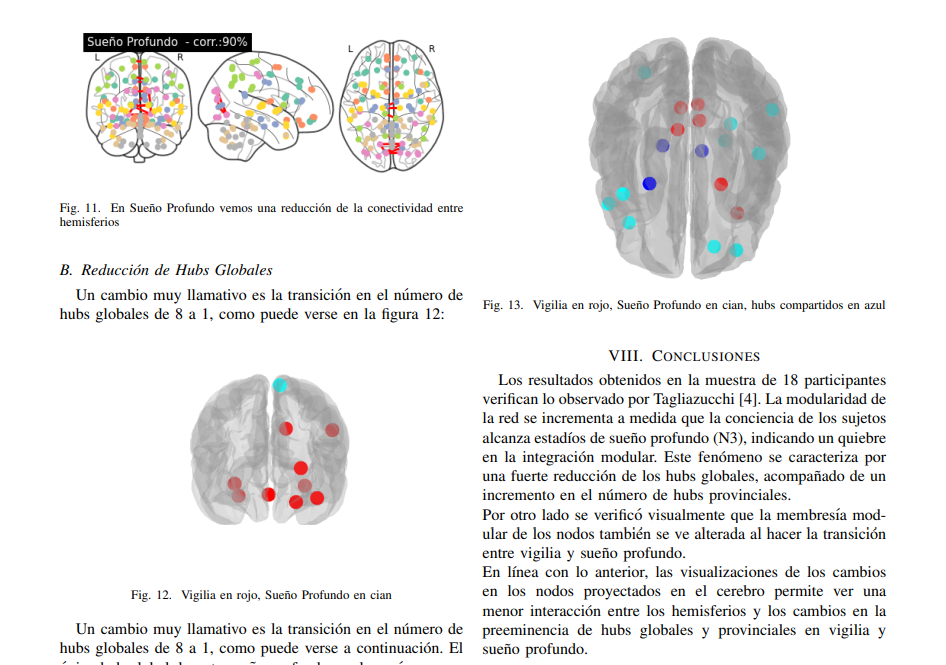 Sueño Profundo - corr.:90%
L R L R
Fig. 11. En Sueño Profundo vemos una reducción de la conectividad entre
hemisferios
B. Reducción de Hubs Globales
Un cambio muy llamativo es la transición en el número de
hubs globales de 8 a 1, como puede verse en la figura 12:
Fig. 12. Vigilia en rojo, Sueño Profundo en cian
Un cambio muy llamativo es la transición en el número de
hubs globales de 8 a 1, como puede verse a continuación. El
Fig. 13. Vigilia en rojo, Sueño Profundo en cian, hubs compartidos en azul
VIII. CONCLUSIONES
Los resultados obtenidos en la muestra de 18 participantes
verifican lo observado por Tagliazucchi [4]. La modularidad de
la red se incrementa a medida que la conciencia de los sujetos
alcanza estadíos de sueño profundo (N3), indicando un quiebre
en la integración modular. Este fenómeno se caracteriza por
una fuerte reducción de los hubs globales, acompañado de un
incremento en el número de hubs provinciales.
Por otro lado se verificó visualmente que la membresía mod-
ular de los nodos también se ve alterada al hacer la transición
entre vigilia y sueño profundo.
En línea con lo anterior, las visualizaciones de los cambios
en los nodos proyectados en el cerebro permite ver una
menor interacción entre los hemisferios y los cambios en la
preeminencia de hubs globales y provinciales en vigilia y
sueño profundo.